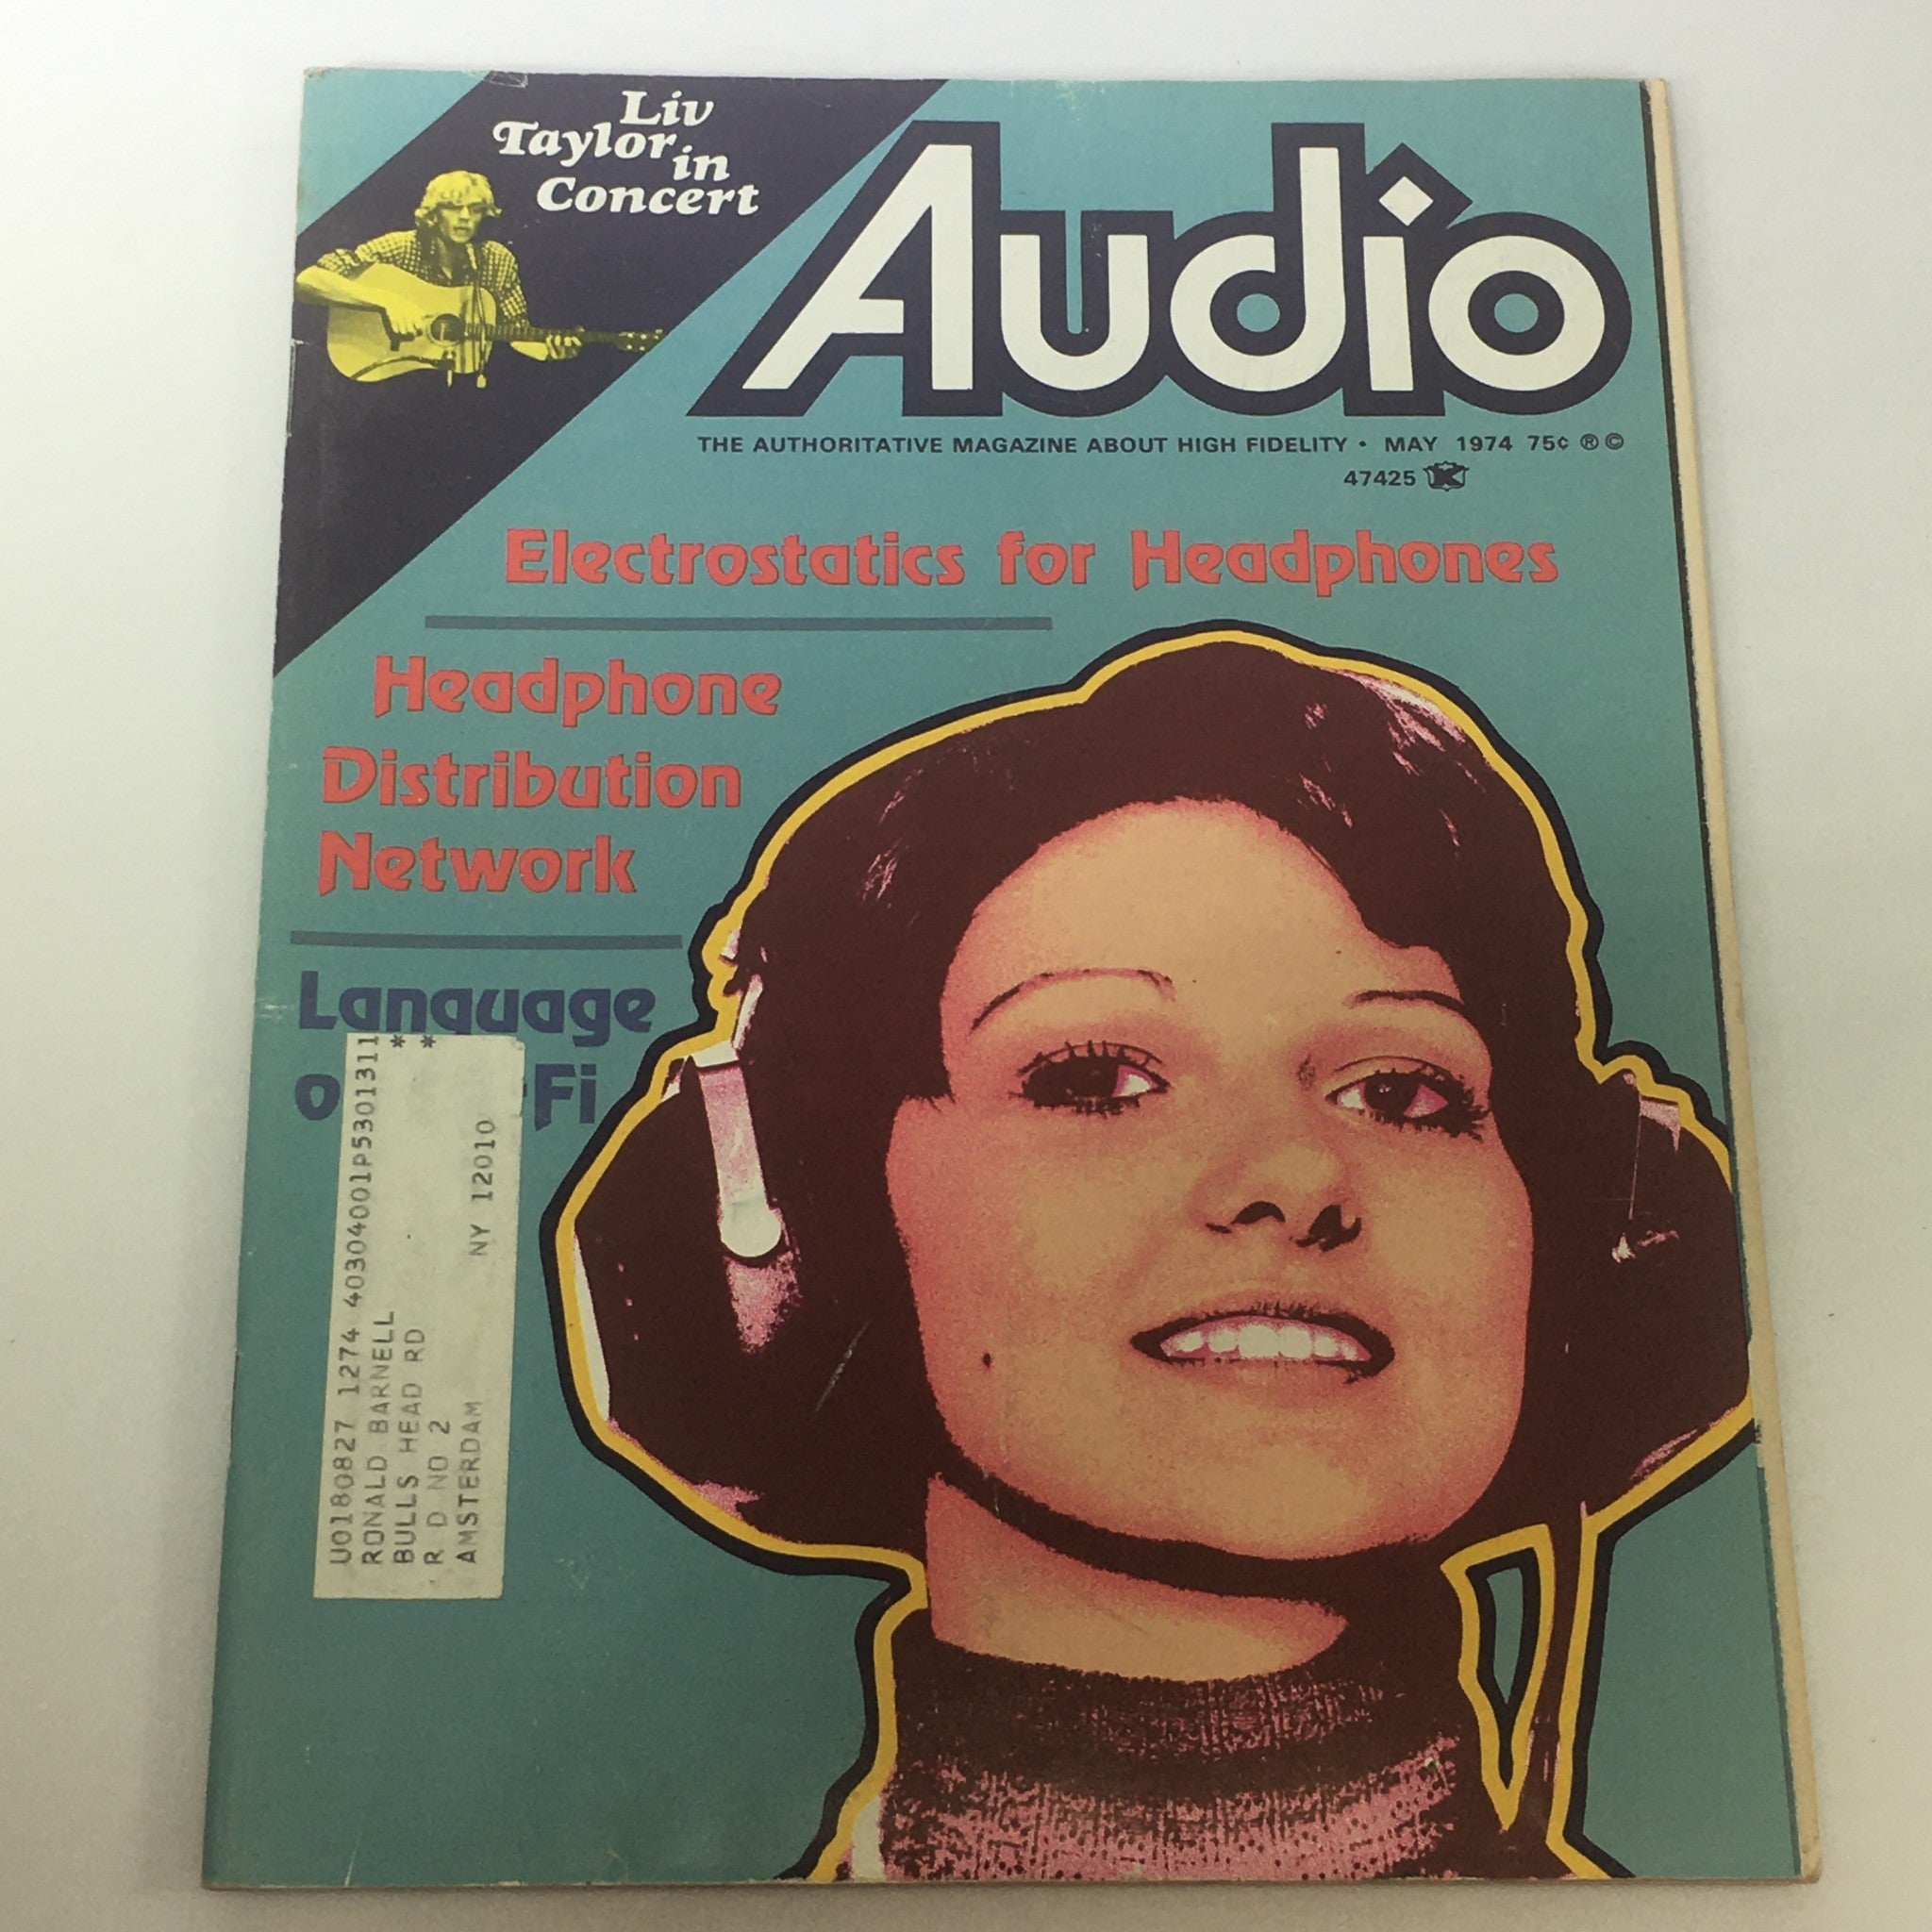 Liv
Taylor in
Concert
Audio
THE AUTHORITATIVE MAGAZINE ABOUT HIGH FIDELITY • MAY 1974 75¢ ® ©
47425 K
Electrostatics for Headphones
Headphone
Distribution
Network
Language
-Fi
U0180827 1274 40304001P5301311
RONALD BARNELL *
BULLS HEAD RD *
R D NO 2
AMSTERDAM NY 12010